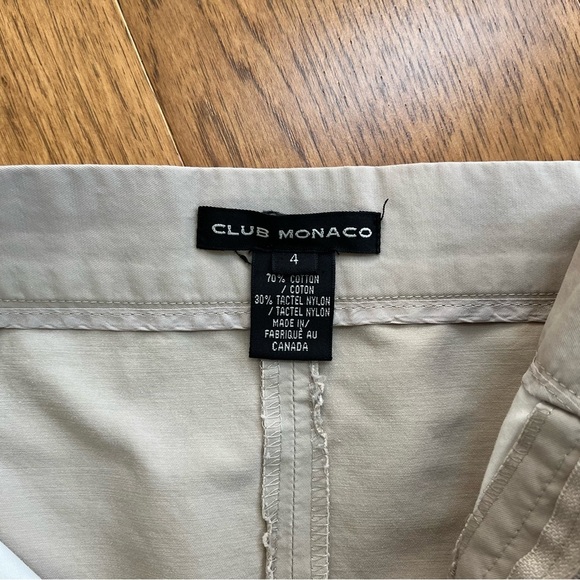 CLUB MONACO
4
70% COTTON
/ COTON
30% TACTEL NYLON
/ TACTEL NYLON
MADE IN/
FABRIQUÉ AU
CANADA